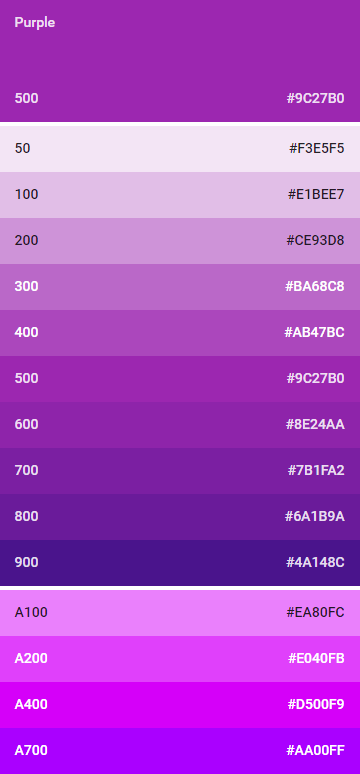 Purple
500 #9C27B0
50 #F3E5F5
100 #E1BEE7
200 #CE93D8
300 #BA68C8
400 #AB47BC
500 #9C27B0
600 #8E24AA
700 #7B1FA2
800 #6A1B9A
900 #4A148C
A100 #EA80FC
A200 #E040FB
A400 #D500F9
A700 #AA00FF